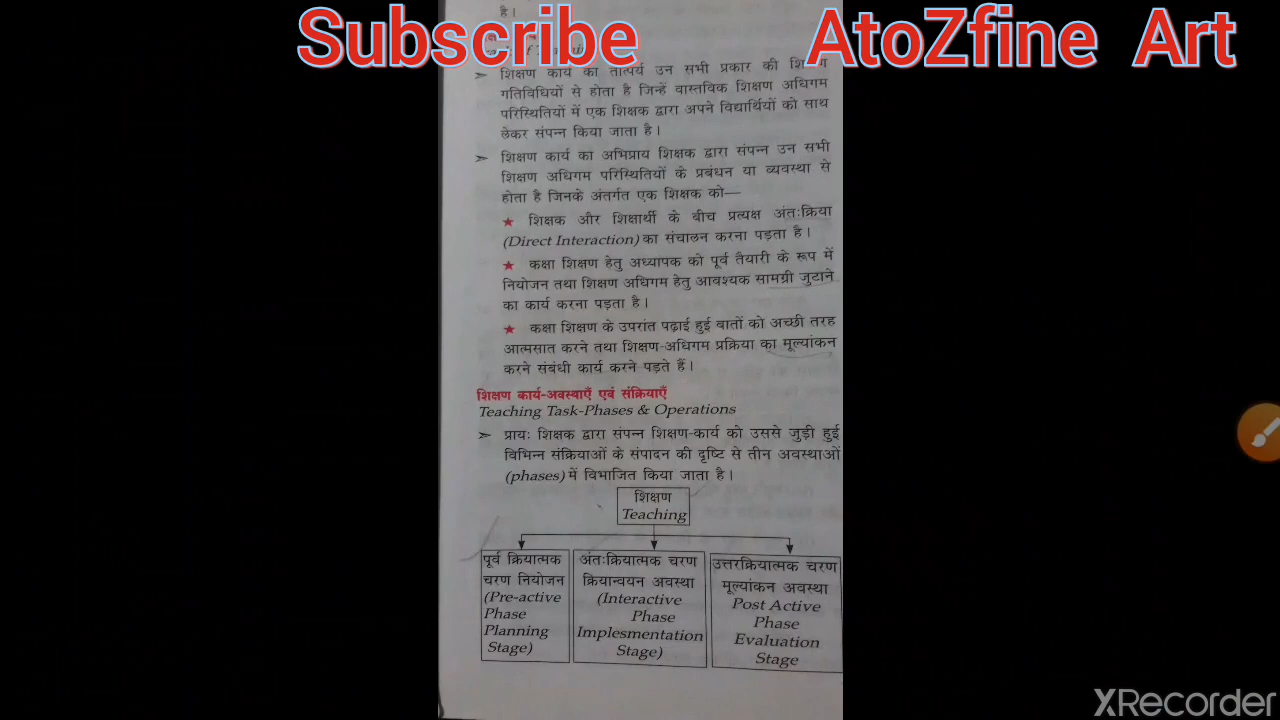 Subscribe AtoZfine Art
है।
शिक्षण कार्य का तात्पर्य उन सभी प्रकार की
गतिविधियों से होता है जिन्हें वास्तविक शिक्षण अधिगम
परिस्थितियों में एक शिक्षक द्वारा अपने विद्यार्थियों को साथ
लेकर संपन्न किया जाता है।
शिक्षण कार्य का अभिप्राय शिक्षक द्वारा संपन्न उन सभी
शिक्षण अधिगम परिस्थितियों के प्रबंधन या व्यवस्था से
होता है जिनके अंतर्गत एक शिक्षक को—
★ शिक्षक और शिक्षार्थी के बीच प्रत्यक्ष अंतःक्रिया
(Direct Interaction) का संचालन करना पड़ता है।
★ कक्षा शिक्षण हेतु अध्यापक को पूर्व तैयारी के रूप में
नियोजन तथा शिक्षण अधिगम हेतु आवश्यक सामग्री जुटाने
का कार्य करना पड़ता है।
★ कक्षा शिक्षण के उपरांत पढ़ाई हुई बातों को अच्छी तरह
आत्मसात करने तथा शिक्षण-अधिगम प्रक्रिया का मूल्यांकन
करने संबंधी कार्य करने पड़ते हैं।
शिक्षण कार्य-अवस्थाएँ एवं संक्रियाएँ
Teaching Task-Phases & Operations
प्रायः शिक्षक द्वारा संपन्न शिक्षण-कार्य को उससे जुड़ी हुई
विभिन्न संक्रियाओं के संपादन की दृष्टि से तीन अवस्थाओं
(phases) में विभाजित किया जाता है।
शिक्षण
Teaching
पूर्व क्रियात्मक
चरण नियोजन
(Pre-active
Phase
Planning
Stage)
अंतःक्रियात्मक चरण
क्रियान्वयन अवस्था
(Interactive
Phase
Implesmentation
Stage)
उत्तरक्रियात्मक चरण
मूल्यांकन अवस्था
Post Active
Phase
Evaluation
Stage
XRecorder